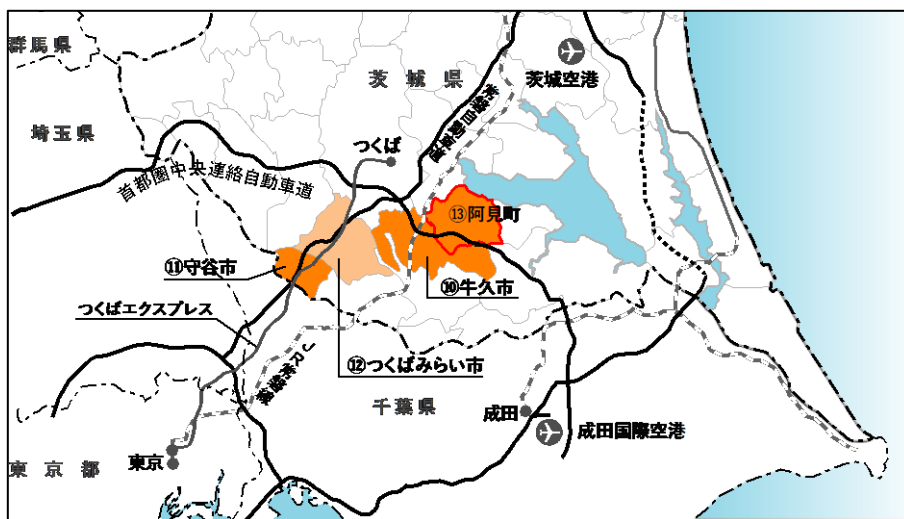 群馬県
茨城県
茨城空港
常磐自動車道
埼玉県
つくば
首都圏中央連絡自動車道
⑬阿見町
⑪守谷市
⑩牛久市
つくばエクスプレス
⑫つくばみらい市
JR常磐線
千葉県
成田
成田国際空港
東京都
東京